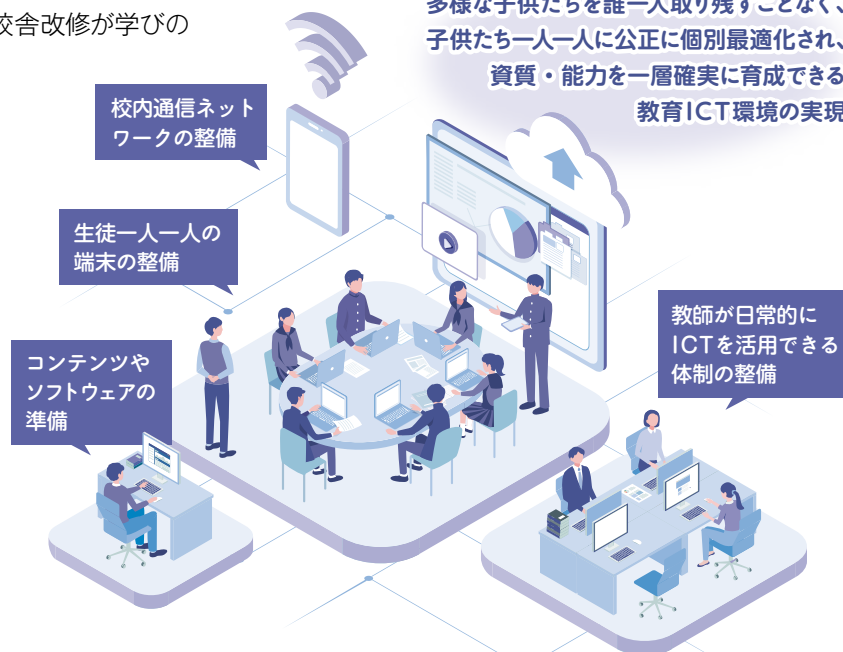 校舎改修が学びの
多様な子供たちを誰一人取り残すことなく、
子供たち一人一人に公正に個別最適化され、
資質・能力を一層確実に育成できる
教育ICT環境の実現
校内通信ネット
ワークの整備
生徒一人一人の
端末の整備
コンテンツや
ソフトウェアの
準備
教師が日常的に
ICTを活用できる
体制の整備